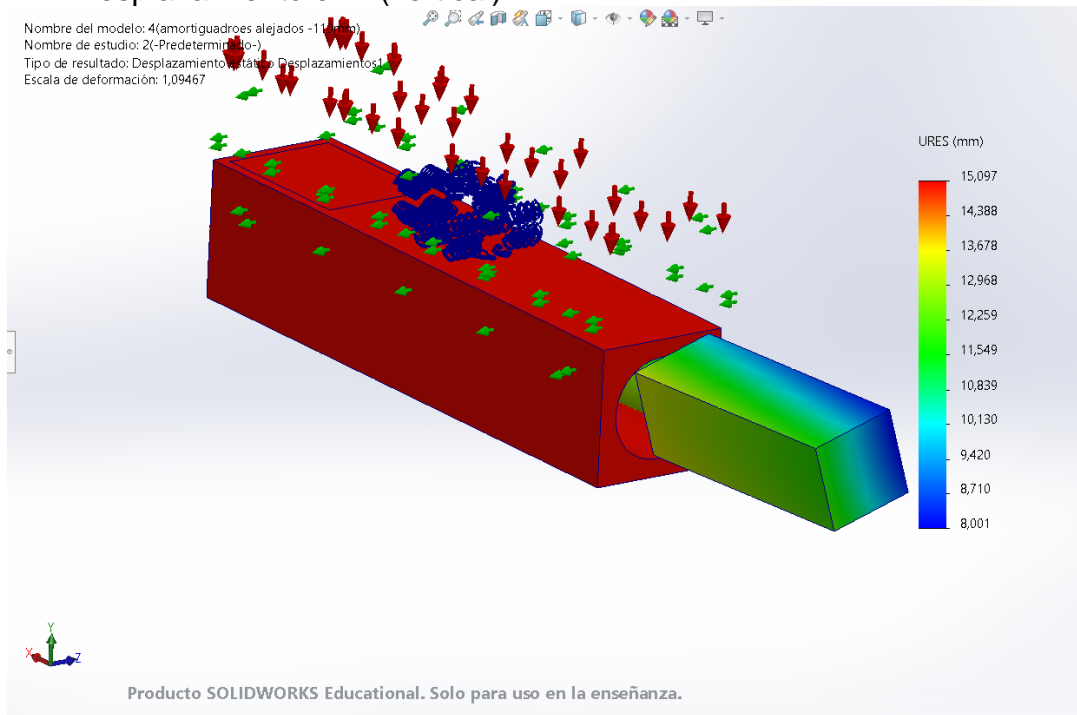 Nombre del modelo: 4(amortiguadroes alejados -115mm)
Nombre de estudio: 2(-Predeterminado-)
Tipo de resultado: Desplazamiento estático Desplazamientos1
Escala de deformación: 1,09467
URES (mm)
15,097
14,388
13,678
12,968
12,259
11,549
10,839
10,130
9,420
8,710
8,001
Y
X
Z
Producto SOLIDWORKS Educational. Solo para uso en la enseñanza.